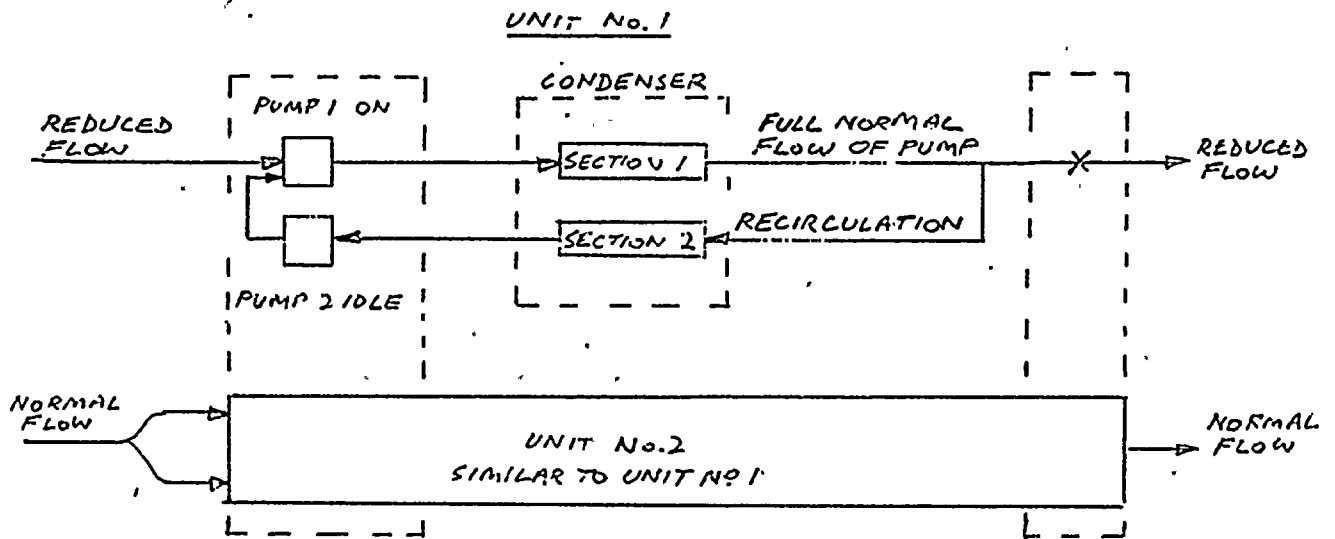 UNIT No. 1
CONDENSER
PUMP 1 ON
REDUCED
FLOW
SECTION 1
FULL NORMAL
FLOW OF PUMP
REDUCED
FLOW
SECTION 2
RECIRCULATION
PUMP 2 IDLE
NORMAL
FLOW
UNIT No. 2
SIMILAR TO UNIT No 1
NORMAL
FLOW